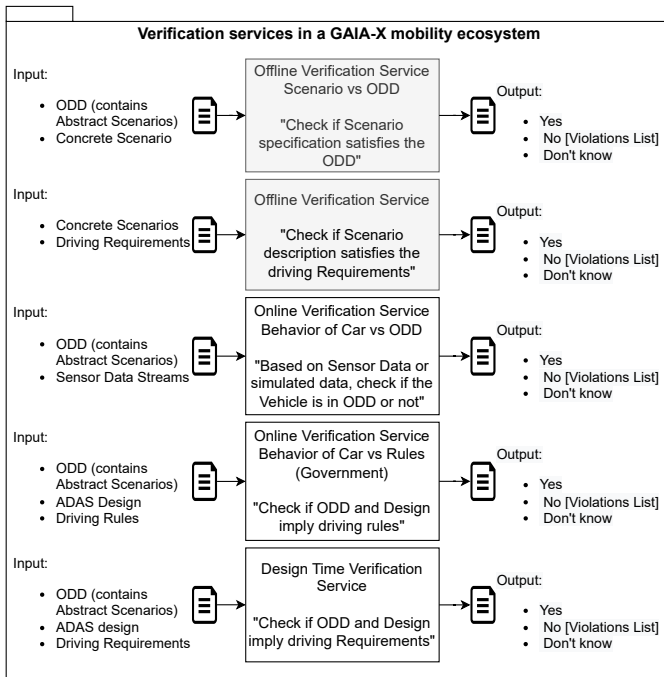 Verification services in a GAIA-X mobility ecosystem
Input:
• ODD (contains
Abstract Scenarios)
• Concrete Scenario
Offline Verification Service
Scenario vs ODD
"Check if Scenario
specification satisfies the
ODD"
Output:
• Yes
• No [Violations List]
• Don't know
Input:
• Concrete Scenarios
• Driving Requirements
Offline Verification Service
"Check if Scenario
description satisfies the
driving Requirements"
Output:
• Yes
• No [Violations List]
• Don't know
Input:
• ODD (contains
Abstract Scenarios)
• Sensor Data Streams
Online Verification Service
Behavior of Car vs ODD
"Based on Sensor Data or
simulated data, check if the
Vehicle is in ODD or not"
Output:
• Yes
• No [Violations List]
• Don't know
Input:
• ODD (contains
Abstract Scenarios)
• ADAS Design
• Driving Rules
Online Verification Service
Behavior of Car vs Rules
(Government)
"Check if ODD and Design
imply driving rules"
Output:
• Yes
• No [Violations List]
• Don't know
Input:
• ODD (contains
Abstract Scenarios)
• ADAS design
• Driving Requirements
Design Time Verification
Service
"Check if ODD and Design
imply driving Requirements"
Output:
• Yes
• No [Violations List]
• Don't know